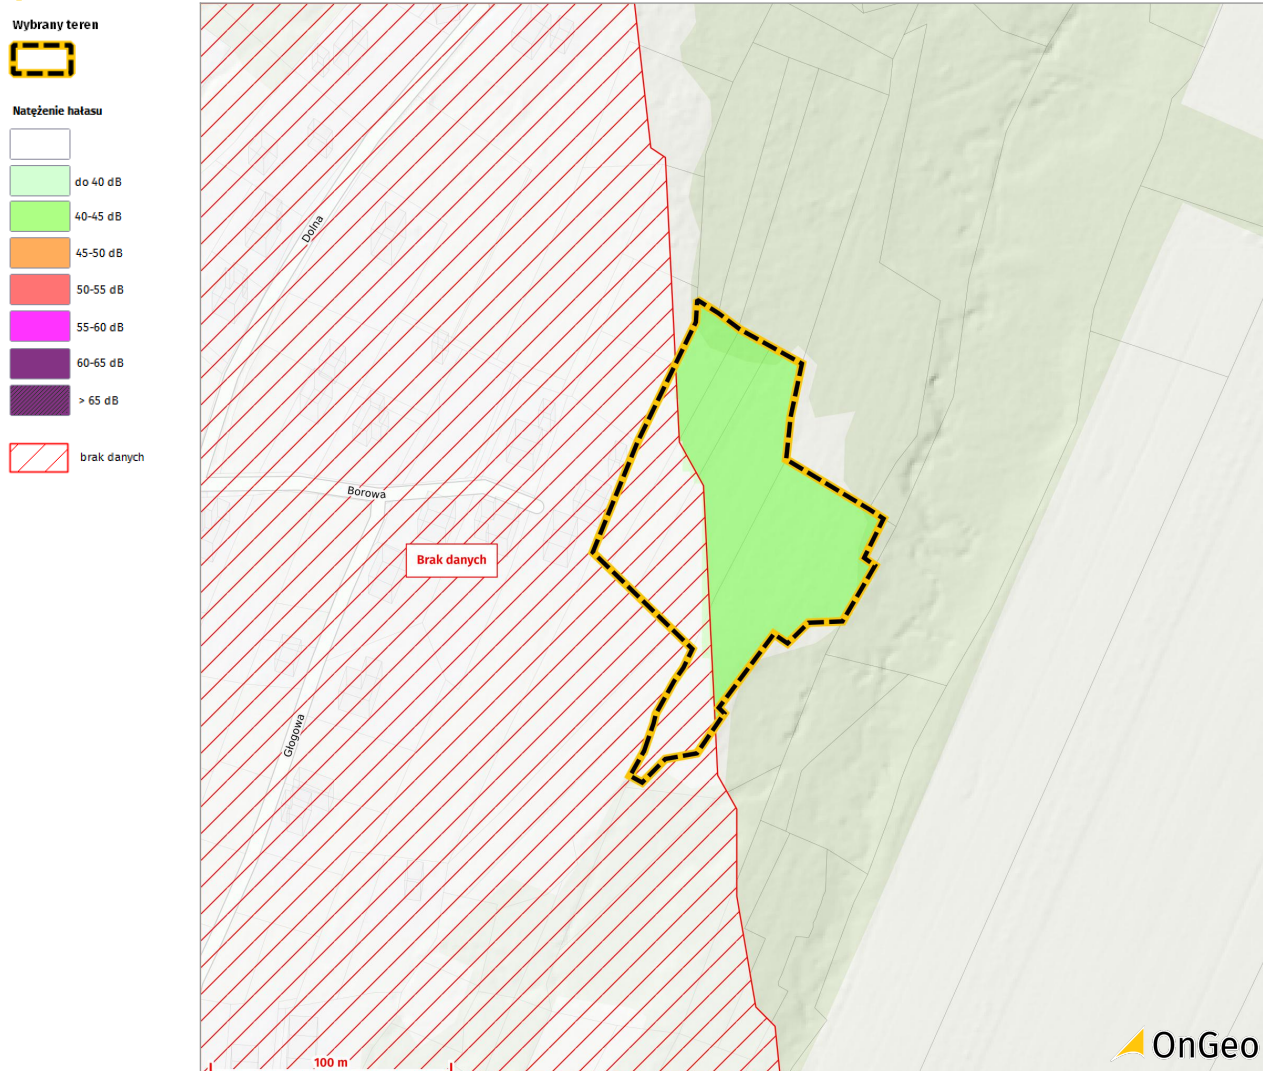 Wybrany teren
Natężenie hałasu
do 40 dB
40-45 dB
45-50 dB
50-55 dB
55-60 dB
60-65 dB
> 65 dB
brak danych
Dolna
Borowa
Brak danych
Głogowa
100 m
OnGeo